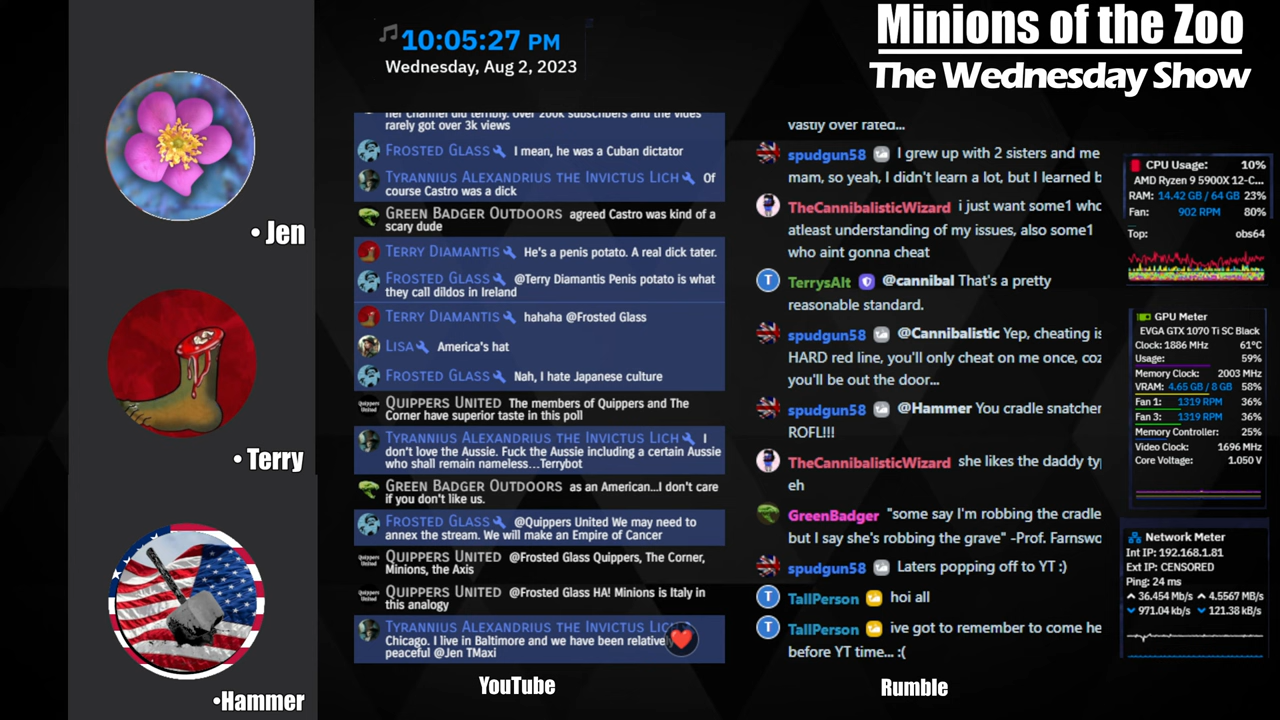 • Jen
• Terry
•Hammer
10:05:27 PM
Wednesday, Aug 2, 2023
Minions of the Zoo
The Wednesday Show
her channel did terribly. Over 200k subscribers and the vides
rarely got over 3k views
FROSTED GLASS I mean, he was a Cuban dictator
TYRANNIUS ALEXANDRIUS THE INVICTUS LICH Of
course Castro was a dick
GREEN BADGER OUTDOORS agreed Castro was kind of a
scary dude
TERRY DIAMANTIS He's a penis potato. A real dick tater.
FROSTED GLASS @Terry Diamantis Penis potato is what
they call dildos in Ireland
TERRY DIAMANTIS hahaha @Frosted Glass
LISA America's hat
FROSTED GLASS Nah, I hate Japanese culture
QUIPPERS UNITED The members of Quippers and The
Corner have superior taste in this poll
TYRANNIUS ALEXANDRIUS THE INVICTUS LICH I
don't love the Aussie. Fuck the Aussie including a certain Aussie
who shall remain nameless...Terrybot
GREEN BADGER OUTDOORS as an American...I don't care
if you don't like us.
FROSTED GLASS @Quippers United We may need to
annex the stream. We will make an Empire of Cancer
QUIPPERS UNITED @Frosted Glass Quippers, The Corner,
Minions, the Axis
QUIPPERS UNITED @Frosted Glass HA! Minions is Italy in
this analogy
TYRANNIUS ALEXANDRIUS THE INVICTUS LIC
Chicago. I live in Baltimore and we have been relative
peaceful @Jen TMaxi
YouTube
vastly over rated...
spudgun58 I grew up with 2 sisters and me
mam, so yeah, I didn't learn a lot, but I learned b
TheCannibalisticWizard i just want some1 who
atleast understanding of my issues, also some1
who aint gonna cheat
T TerrysAlt @cannibal That's a pretty
reasonable standard.
spudgun58 @Cannibalistic Yep, cheating is
HARD red line, you'll only cheat on me once, coz
you'll be out the door...
spudgun58 @Hammer You cradle snatcher
ROFL!!!
TheCannibalisticWizard she likes the daddy ty
eh
GreenBadger "some say I'm robbing the cradle
but I say she's robbing the grave" -Prof. Farnswo
spudgun58 Laters popping off to YT :)
T TallPerson hoi all
T TallPerson ive got to remember to come he
before YT time... :(
Rumble
CPU Usage: 10%
AMD Ryzen 9 5900X 12-C...
RAM: 14.42 GB / 64 GB 23%
Fan: 902 RPM 80%
Top: obs64
GPU Meter
EVGA GTX 1070 Ti SC Black
Clock: 1886 MHz 61°C
Usage: 59%
Memory Clock: 2003 MHz
VRAM: 4.65 GB / 8 GB 58%
Fan 1: 1319 RPM 36%
Fan 3: 1319 RPM 36%
Memory Controller: 25%
Video Clock: 1696 MHz
Core Voltage: 1.050 V
Network Meter
Int IP: 192.168.1.81
Ext IP: CENSORED
Ping: 24 ms
36.454 Mb/s 4.5567 MB/s
971.04 kb/s 121.38 kB/s